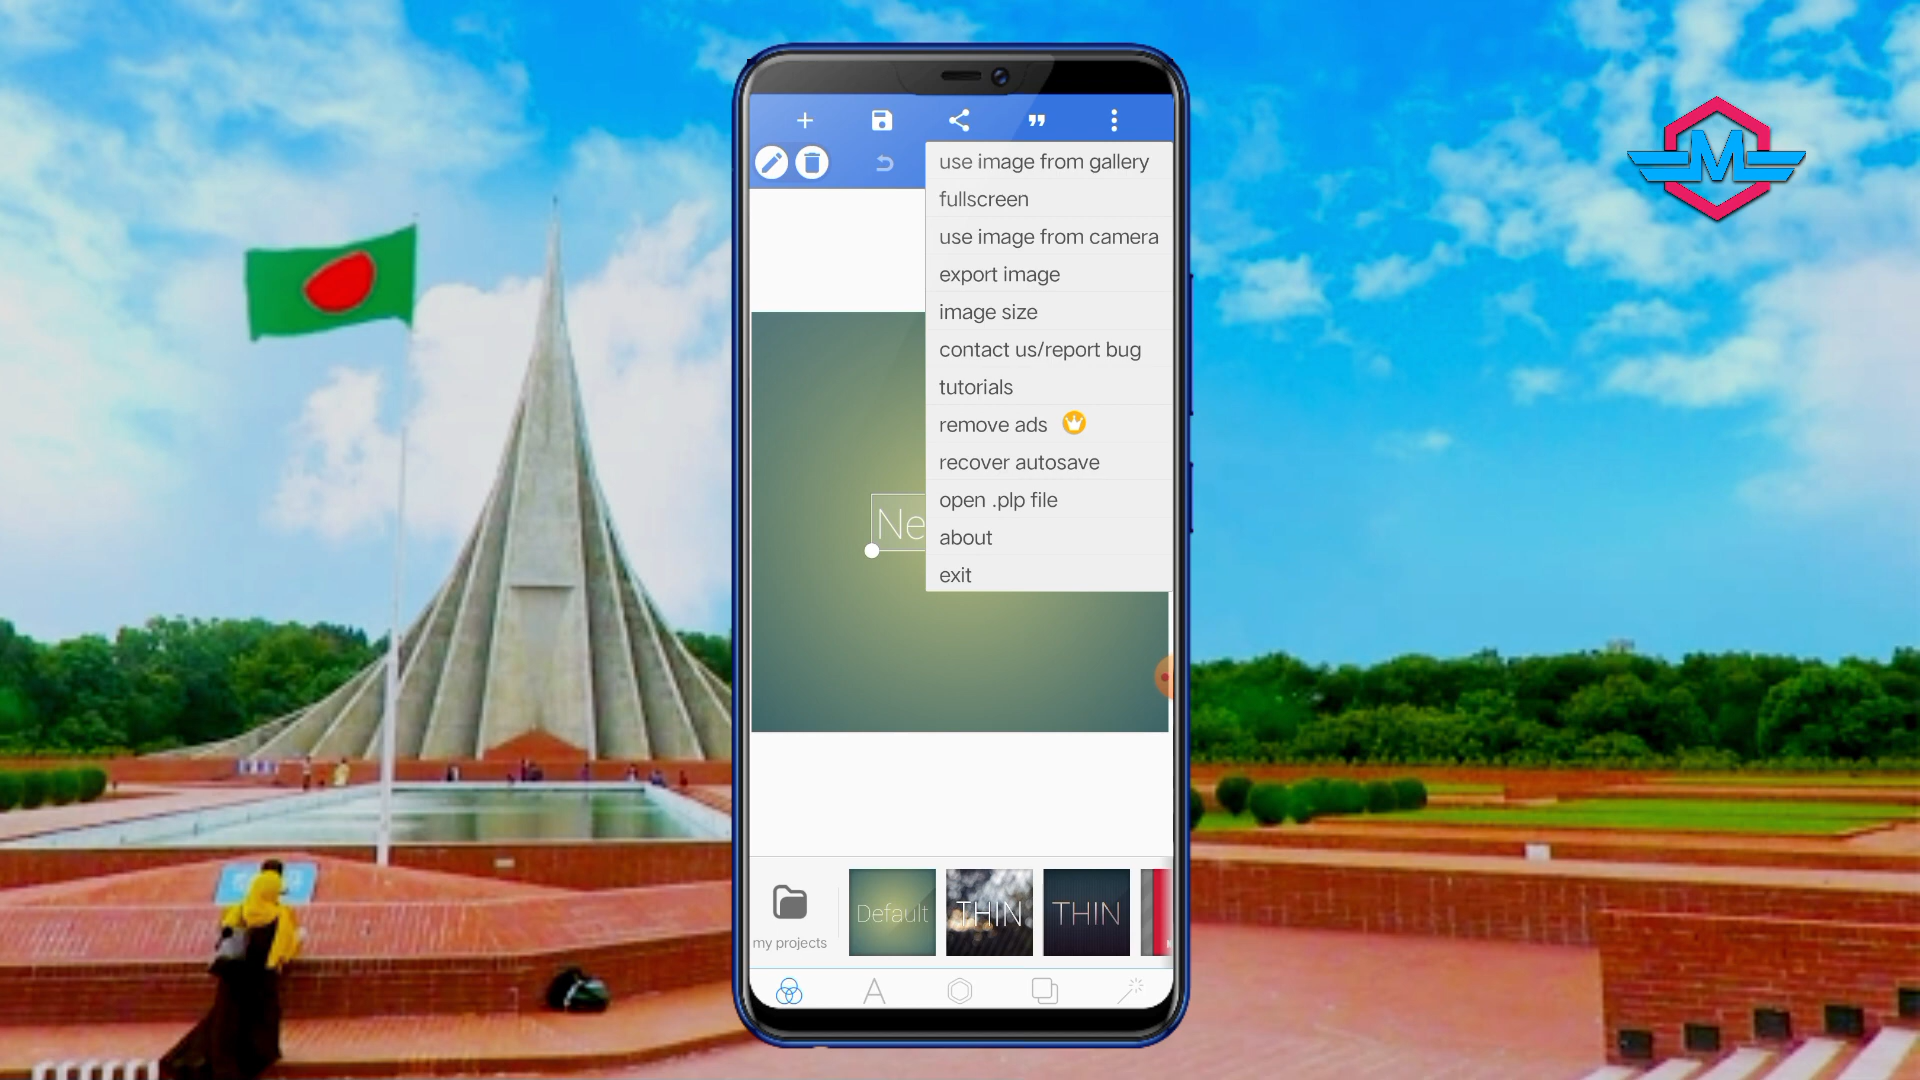 M
use image from gallery
fullscreen
use image from camera
export image
image size
contact us/report bug
tutorials
remove ads
recover autosave
open .plp file
about
exit
Ne
my projects
Default
THIN
THIN
A